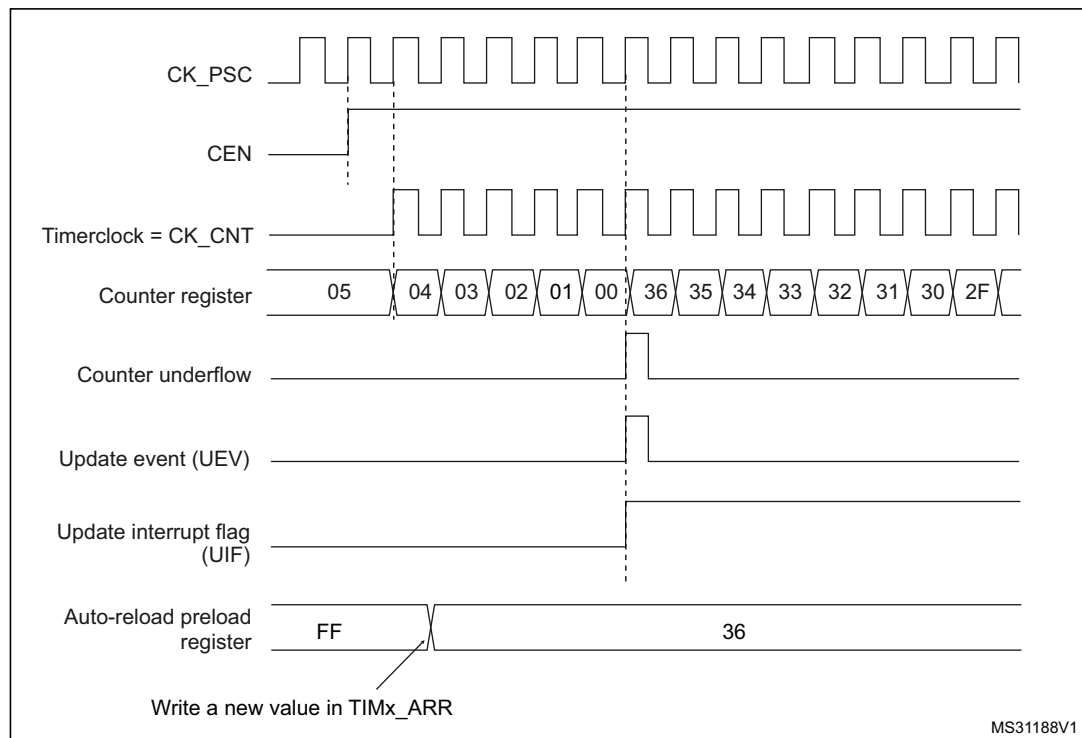 CK_PSC
CEN
Timerclock = CK_CNT
Counter register 05 04 03 02 01 00 36 35 34 33 32 31 30 2F
Counter underflow
Update event (UEV)
Update interrupt flag
(UIF)
Auto-reload preload
register
FF 36
Write a new value in TIMx_ARR
MS31188V1